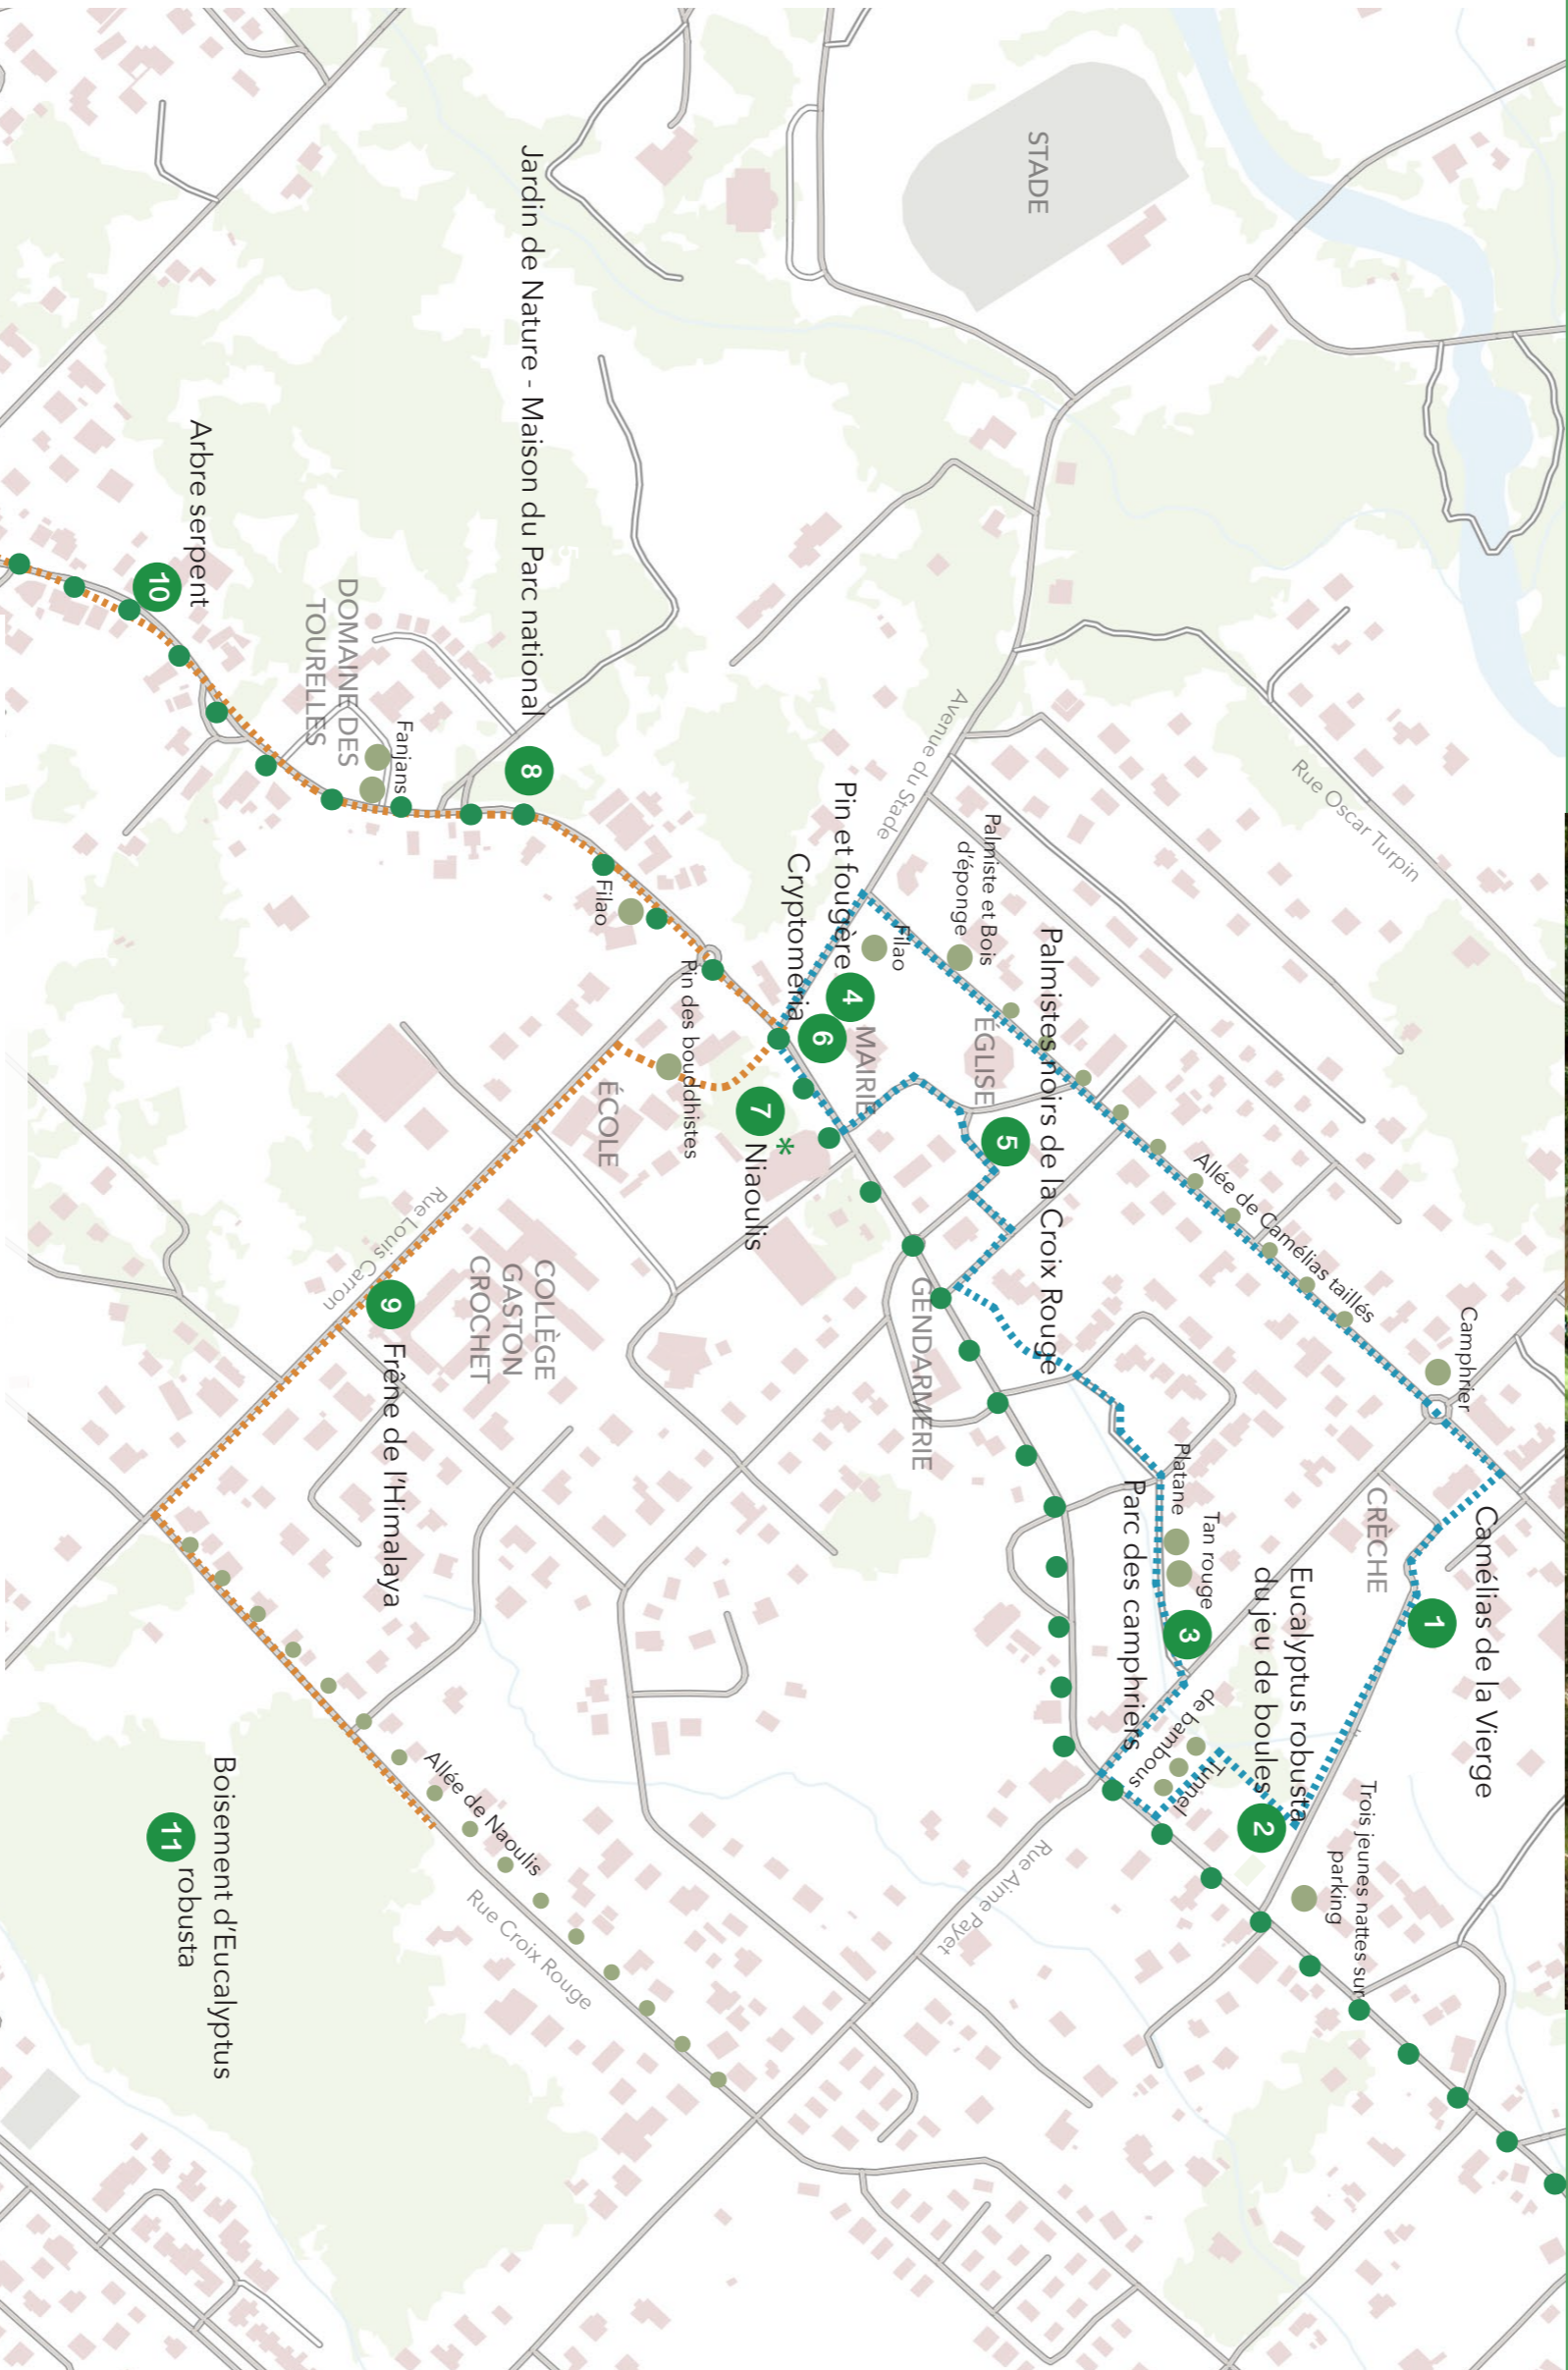 STADE
Rue Oscar Turpin
Avenue du Stade
Jardin de Nature - Maison du Parc national
8
Arbre serpent
10
DOMAINE DES
TOURELLES
Fanjans
Filao
Pin et fougère
4
Cryptomeria
6
Filao
Palmiste et Bois
d'éponge
Palmistes noirs de la Croix Rouge
5
ÉGLISE
MAIRIE
Pin des bouddhistes
7
*
Niaoulis
ÉCOLE
Allée de Camélias taillés
Camphrier
CRÈCHE
Camélias de la Vierge
1
GENDARMERIE
Platane
Tan rouge
3
Parc des camphriers
Eucalyptus robusta
du jeu de boules
2
Tunnel
de bambous
Trois jeunes nattes sur
parking
Rue Louis Carron
9
Frêne de l'Himalaya
COLLÈGE
GASTON
CROCHET
Rue Aime Payet
Allée de Naoulis
Rue Croix Rouge
Boisement d'Eucalyptus
11
robusta